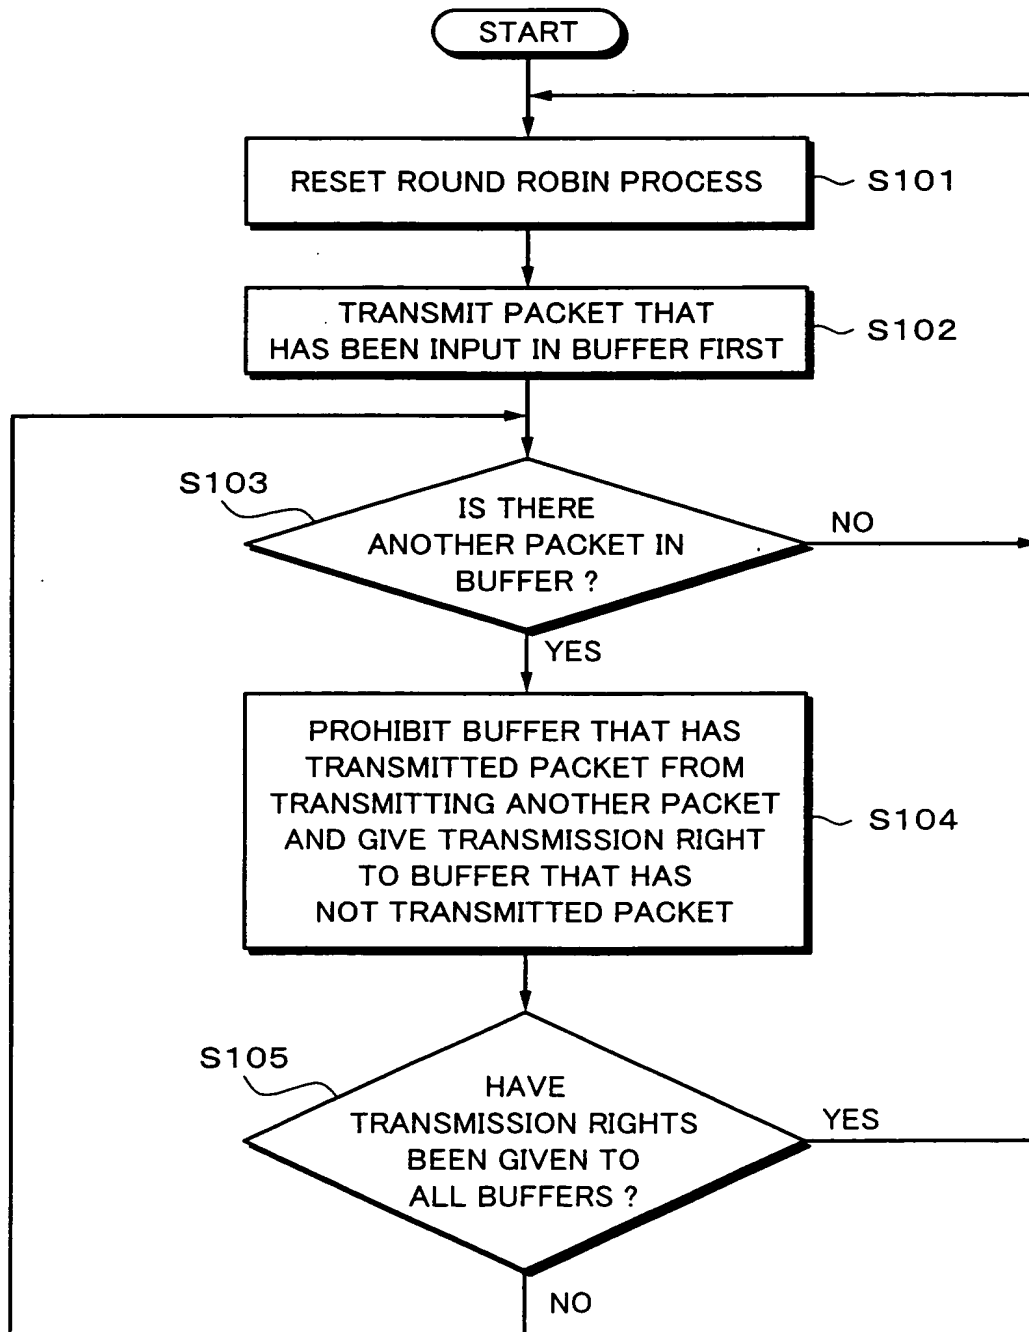 START
RESET ROUND ROBIN PROCESS
S101
TRANSMIT PACKET THAT
HAS BEEN INPUT IN BUFFER FIRST
S102
S103
IS THERE
ANOTHER PACKET IN
BUFFER ?
NO
YES
PROHIBIT BUFFER THAT HAS
TRANSMITTED PACKET FROM
TRANSMITTING ANOTHER PACKET
AND GIVE TRANSMISSION RIGHT
TO BUFFER THAT HAS
NOT TRANSMITTED PACKET
S104
S105
HAVE
TRANSMISSION RIGHTS
BEEN GIVEN TO
ALL BUFFERS ?
YES
NO